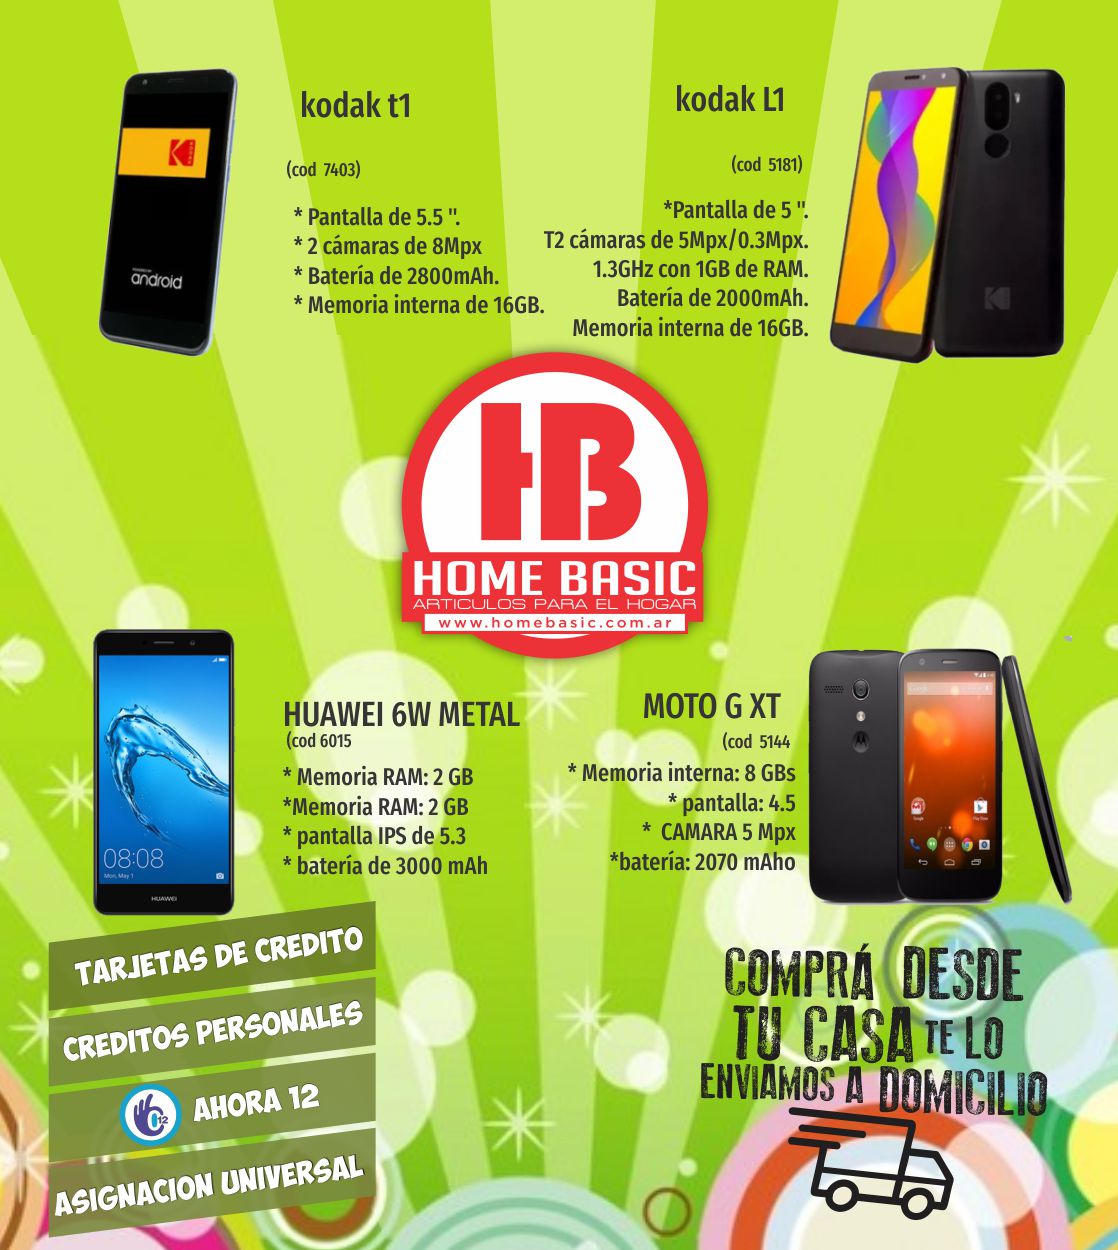 kodak t1
(cod 7403)
* Pantalla de 5.5 ".
* 2 cámaras de 8Mpx
* Batería de 2800mAh.
* Memoria interna de 16GB.
kodak L1
(cod 5181)
*Pantalla de 5 ".
T2 cámaras de 5Mpx/0.3Mpx.
1.3GHz con 1GB de RAM.
Batería de 2000mAh.
Memoria interna de 16GB.
android
HB
HOME BASIC
ARTICULOS PARA EL HOGAR
www.homebasic.com.ar
HUAWEI 6W METAL
(cod 6015
* Memoria RAM: 2 GB
*Memoria RAM: 2 GB
* pantalla IPS de 5.3
* batería de 3000 mAh
08:08
Mon, May 1
HUAWEI
MOTO G XT
(cod 5144
* Memoria interna: 8 GBs
* pantalla: 4.5
* CAMARA 5 Mpx
*batería: 2070 mAho
TARJETAS DE CREDITO
CREDITOS PERSONALES
12 AHORA 12
ASIGNACION UNIVERSAL
COMPRÁ DESDE
TU CASA TE LO
ENVIAMOS A DOMICILIO